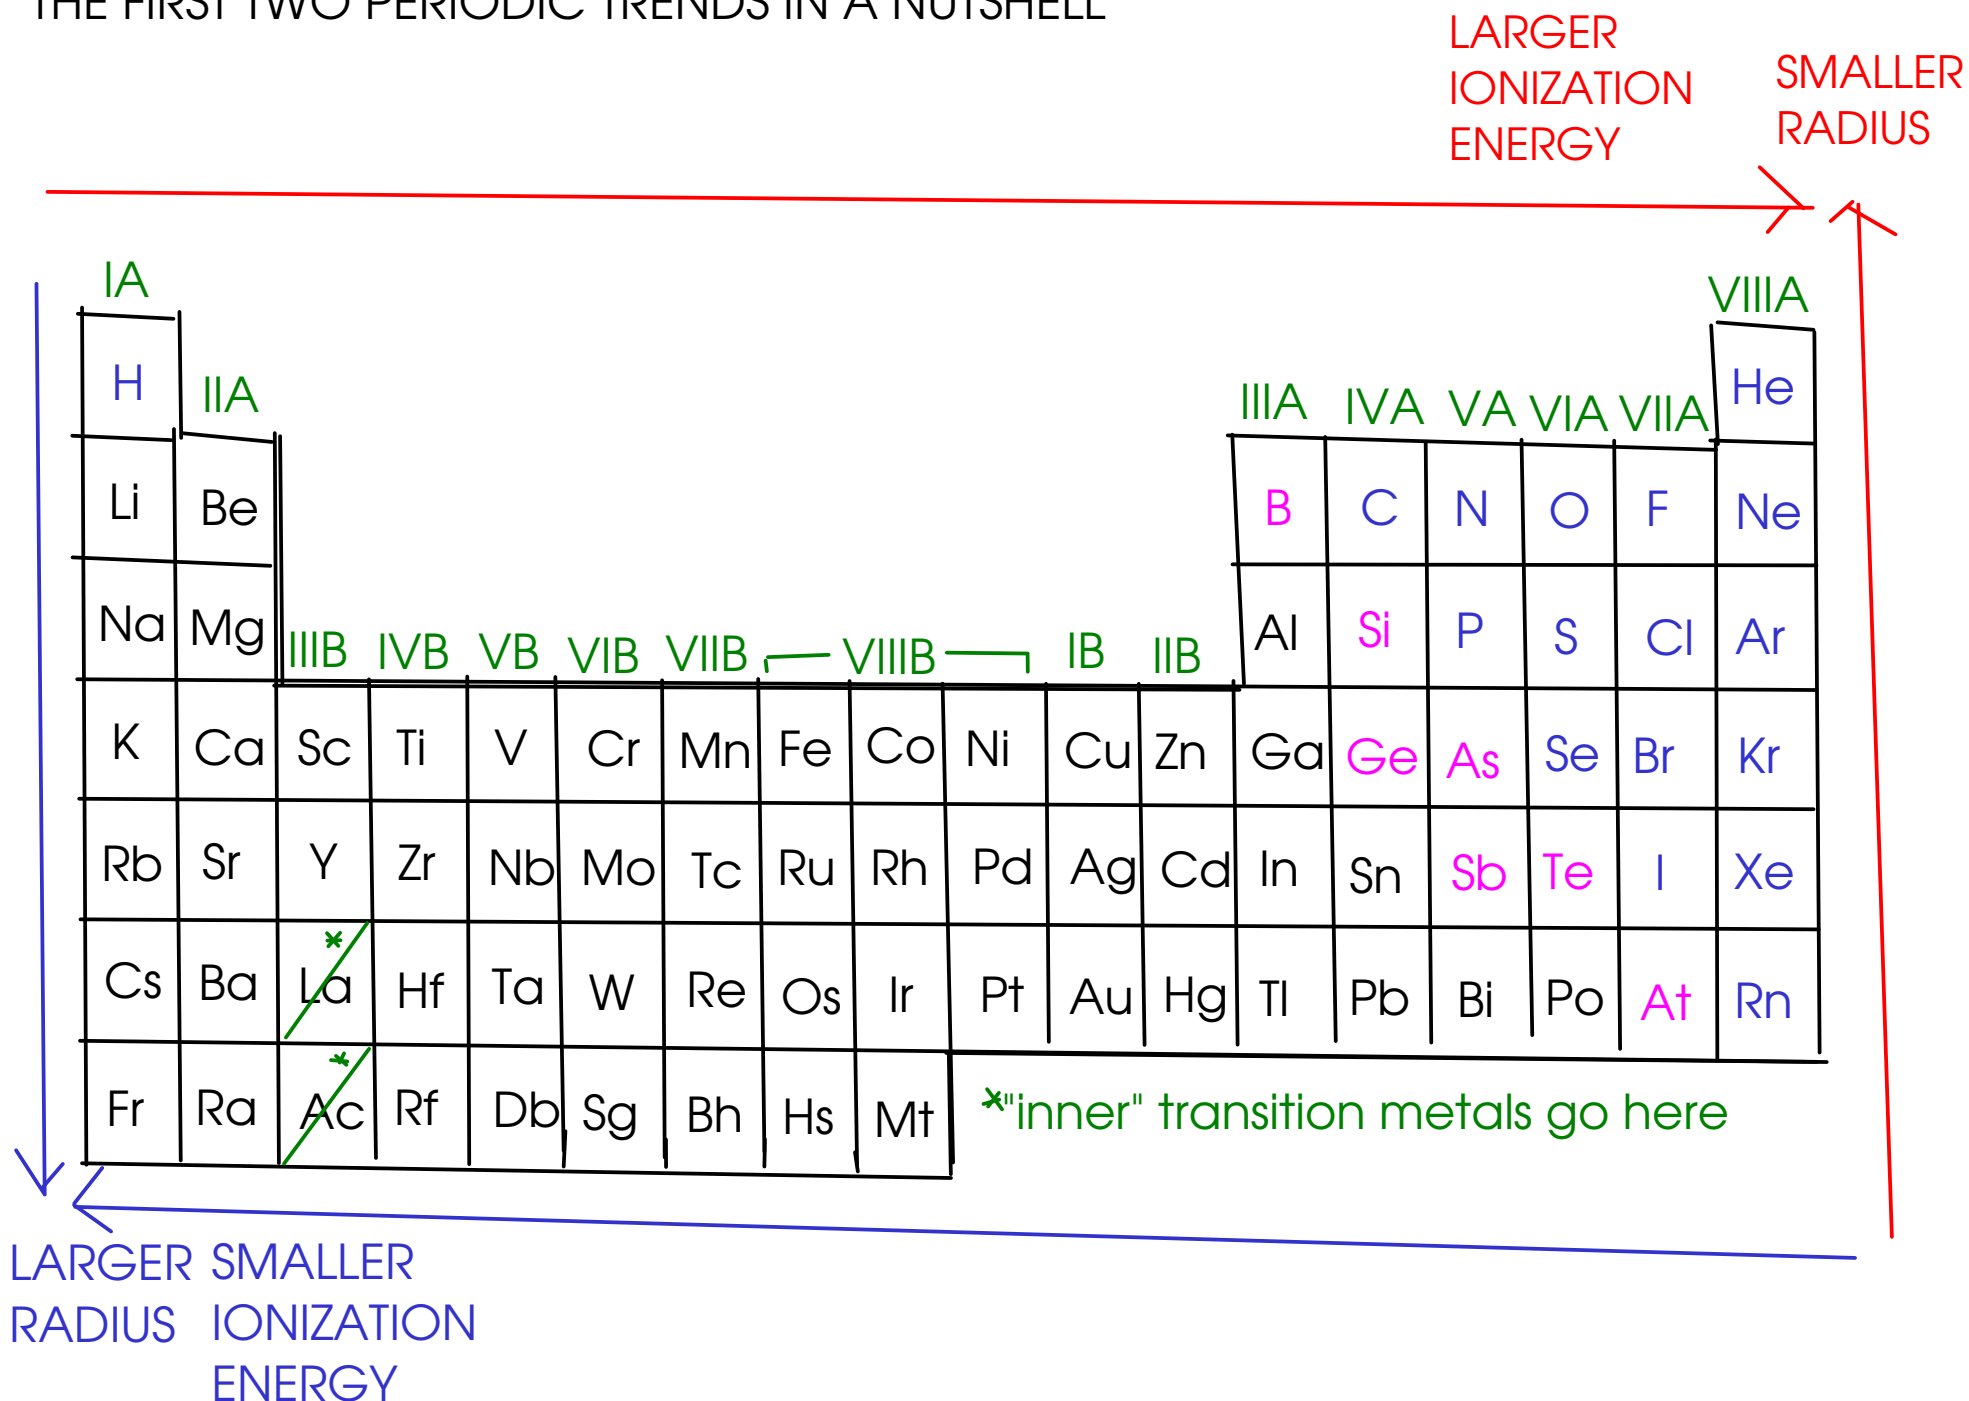 THE FIRST TWO PERIODIC TRENDS IN A NUTSHELL
LARGER
IONIZATION
ENERGY
SMALLER
RADIUS
IA
VIIIA
H
IIA
IIIA IVA VA VIA VIIA
He
Li Be B C N O F Ne
Na Mg Al Si P S Cl Ar
IIIB IVB VB VIB VIIB VIIIB IB IIB
K Ca Sc Ti V Cr Mn Fe Co Ni Cu Zn Ga Ge As Se Br Kr
Rb Sr Y Zr Nb Mo Tc Ru Rh Pd Ag Cd In Sn Sb Te I Xe
* 
Cs Ba La Hf Ta W Re Os Ir Pt Au Hg Tl Pb Bi Po At Rn
*
Fr Ra Ac Rf Db Sg Bh Hs Mt
*"inner" transition metals go here
LARGER
RADIUS
SMALLER
IONIZATION
ENERGY